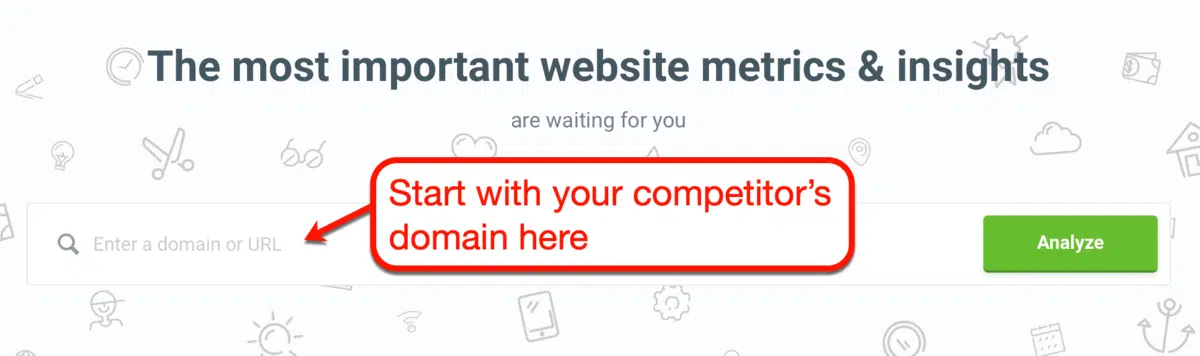 The most important website metrics & insights
are waiting for you
Start with your competitor’s
domain here
Enter a domain or URL
Analyze